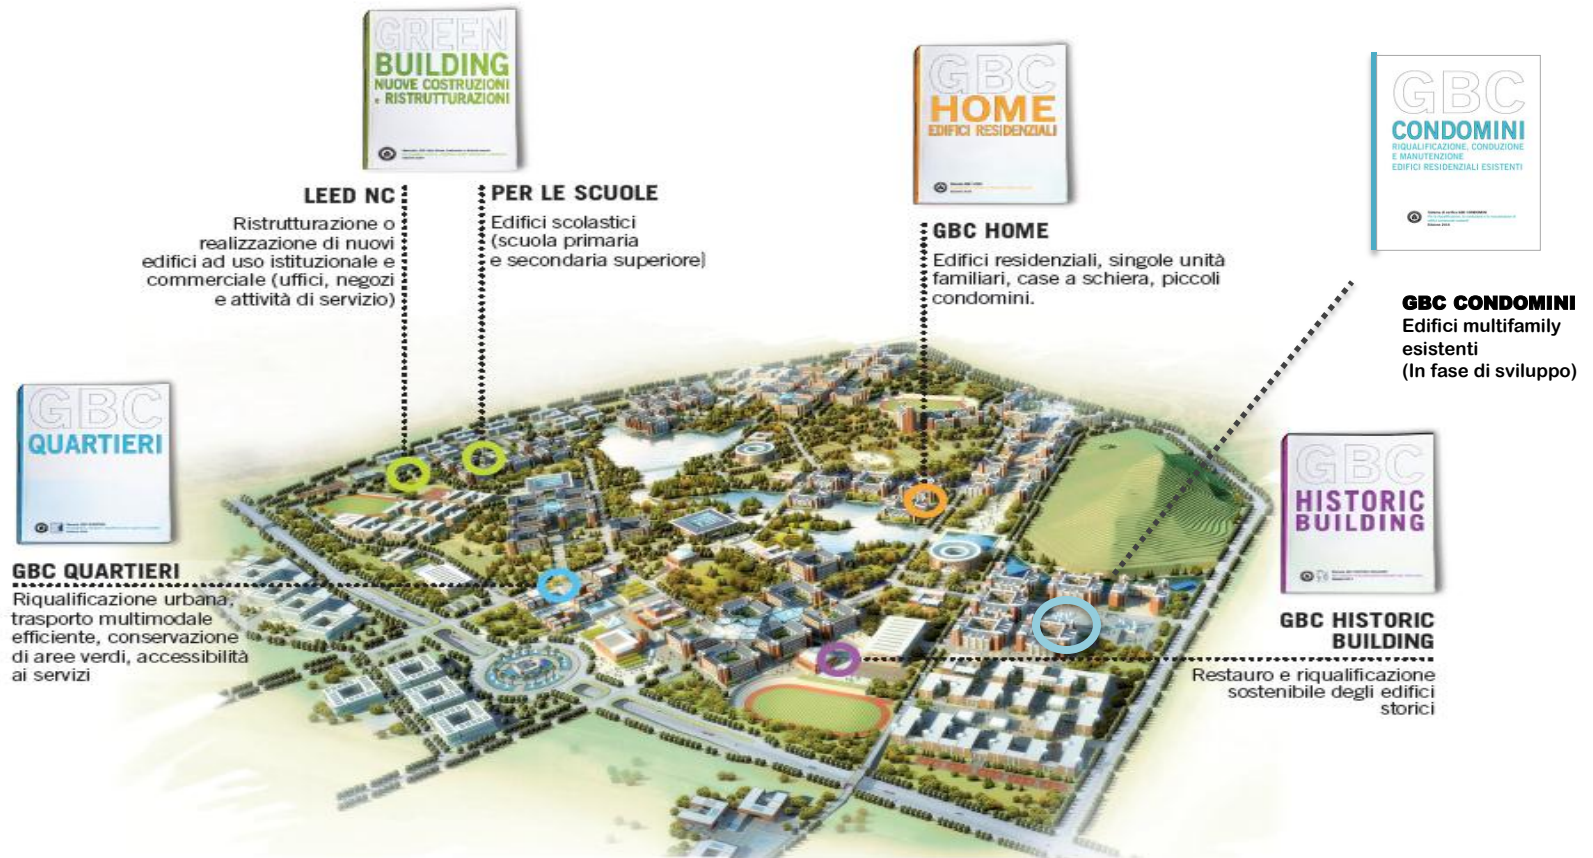 GREEN
BUILDING
NUOVE COSTRUZIONI
e RISTRUTTURAZIONI
LEED NC
Ristrutturazione o
realizzazione di nuovi
edifici ad uso istituzionale e
commerciale (uffici, negozi
e attività di servizio)
PER LE SCUOLE
Edifici scolastici
(scuola primaria
e secondaria superiore)
GBC
HOME
EDIFICI RESIDENZIALI
GBC HOME
Edifici residenziali, singole unità
familiari, case a schiera, piccoli
condomini.
GBC
CONDOMINI
RIQUALIFICAZIONE, CONDUZIONE
E MANUTENZIONE
EDIFICI RESIDENZIALI ESISTENTI
GBC CONDOMINI
Edifici multifamily
esistenti
(In fase di sviluppo)
GBC
QUARTIERI
GBC QUARTIERI
Riqualificazione urbana,
trasporto multimodale
efficiente, conservazione
di aree verdi, accessibilità
ai servizi
GBC
HISTORIC
BUILDING
GBC HISTORIC
BUILDING
Restauro e riqualificazione
sostenibile degli edifici
storici